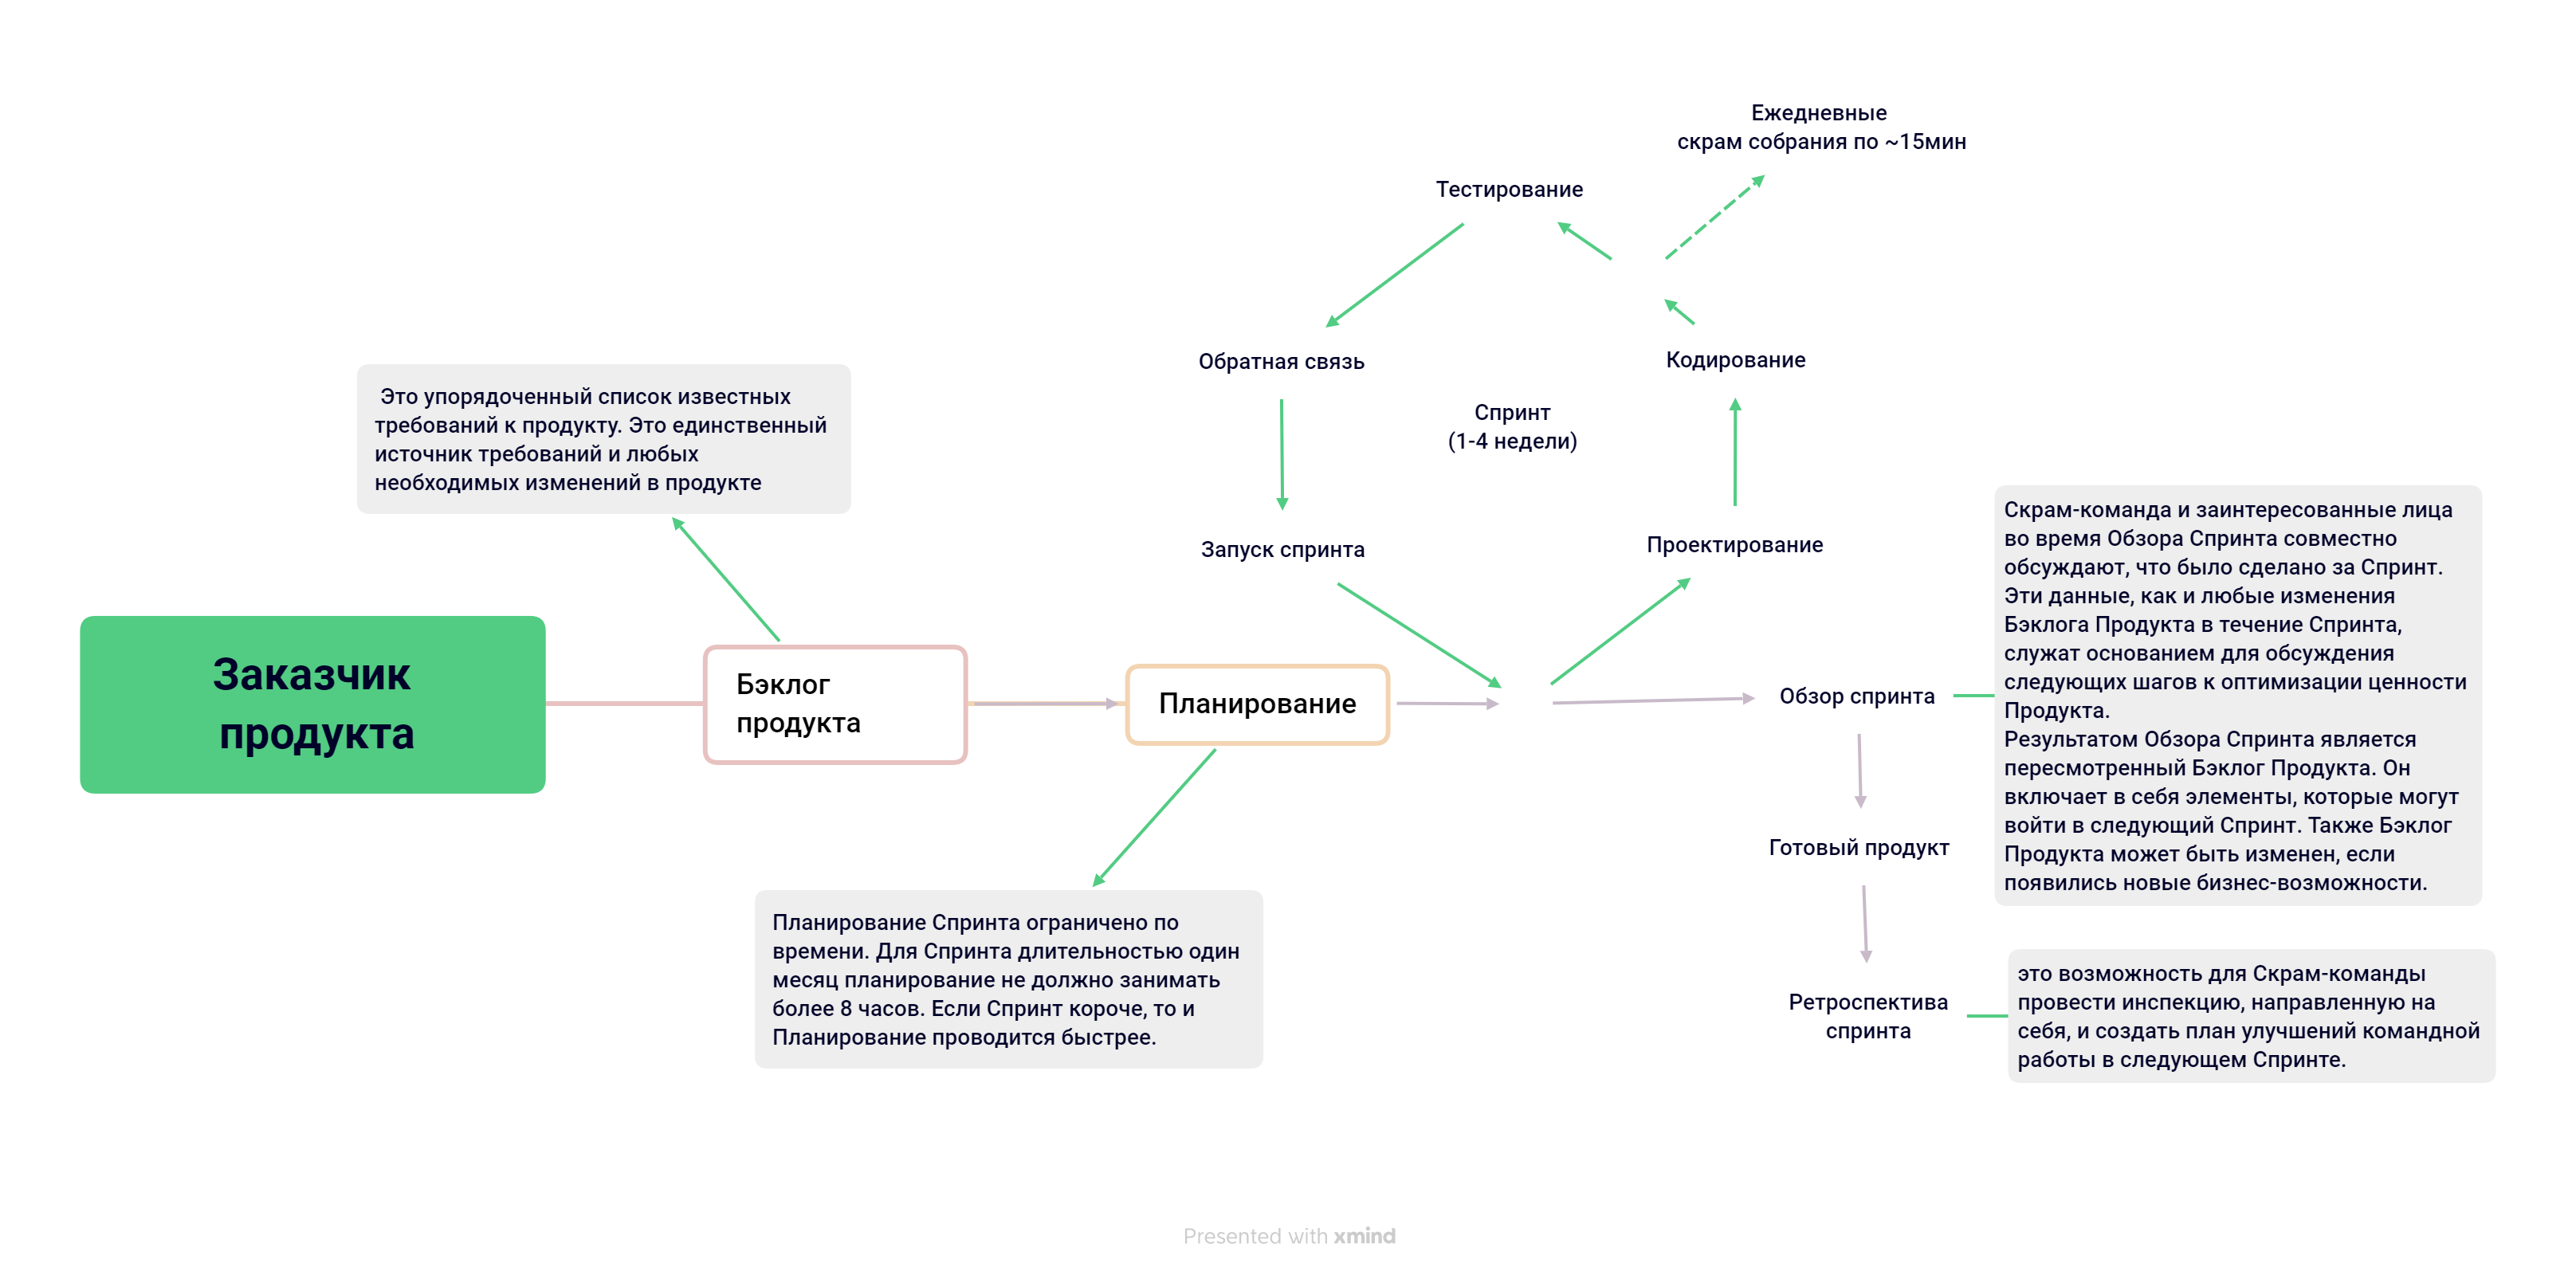 Ежедневные
скрам собрания по ~15мин
Тестирование
Обратная связь
Кодирование
Спринт
(1-4 недели)
Запуск спринта
Проектирование
Это упорядоченный список известных
требований к продукту. Это единственный
источник требований и любых
необходимых изменений в продукте
Заказчик
продукта
Бэклог
продукта
Планирование
Планирование Спринта ограничено по
времени. Для Спринта длительностью один
месяц планирование не должно занимать
более 8 часов. Если Спринт короче, то и
Планирование проводится быстрее.
Обзор спринта
Скрам-команда и заинтересованные лица
во время Обзора Спринта совместно
обсуждают, что было сделано за Спринт.
Эти данные, как и любые изменения
Бэклога Продукта в течение Спринта,
служат основанием для обсуждения
следующих шагов к оптимизации ценности
Продукта.
Результатом Обзора Спринта является
пересмотренный Бэклог Продукта. Он
включает в себя элементы, которые могут
войти в следующий Спринт. Также Бэклог
Продукта может быть изменен, если
появились новые бизнес-возможности.
Готовый продукт
Ретроспектива
спринта
это возможность для Скрам-команды
провести инспекцию, направленную на
себя, и создать план улучшений командной
работы в следующем Спринте.
Presented with xmind